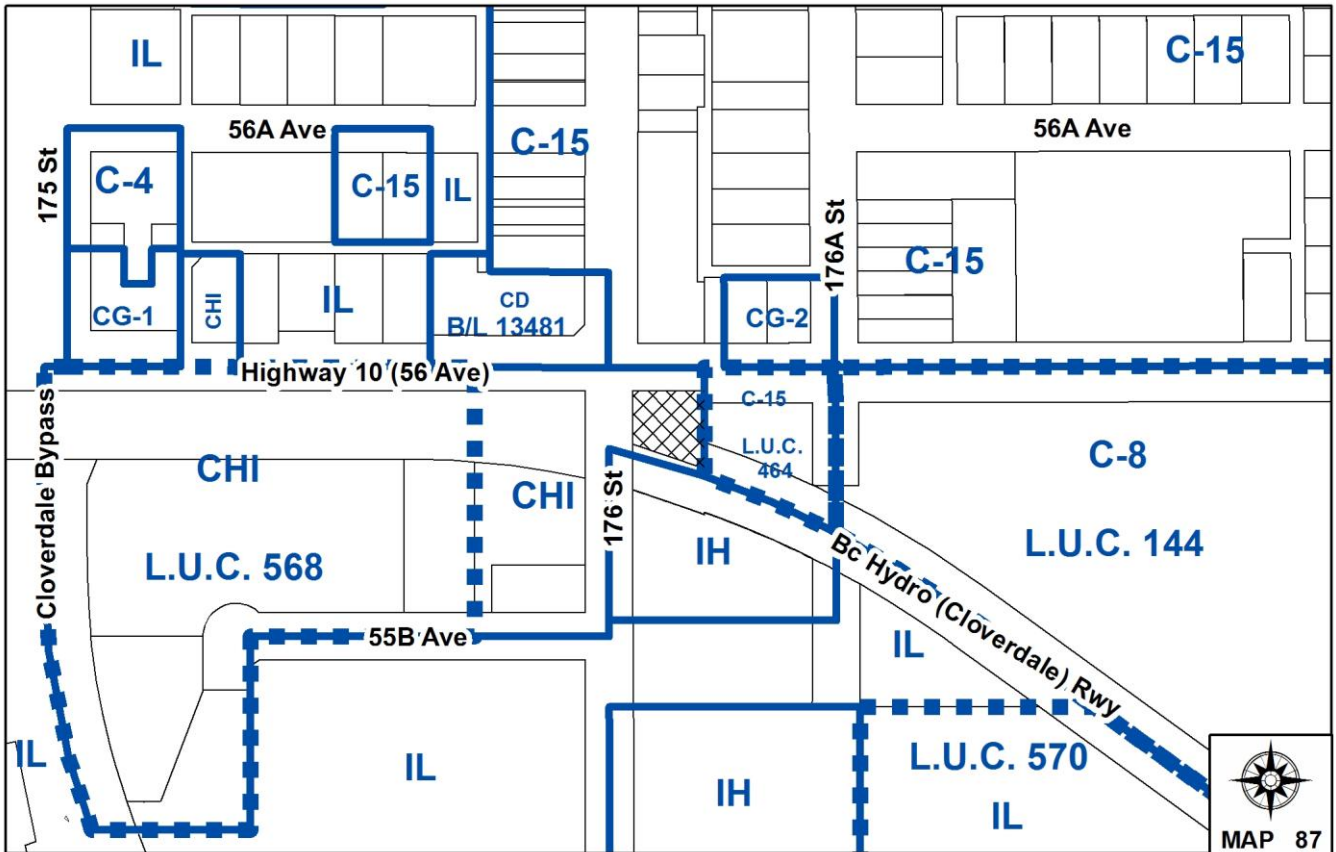 IL
C-15
56A Ave
56A Ave
C-15
175 St
C-4
C-15
IL
176A St
C-15
CG-1
CHI
IL
CD
B/L 13481
CG-2
Highway 10 (56 Ave)
C-15
L.U.C.
464
C-8
Cloverdale Bypass
CHI
CHI
176 St
L.U.C. 568
IH
L.U.C. 144
Bc Hydro (Cloverdale) Rwy
55B Ave
IL
IL
IL
IH
L.U.C. 570
IL
MAP 87